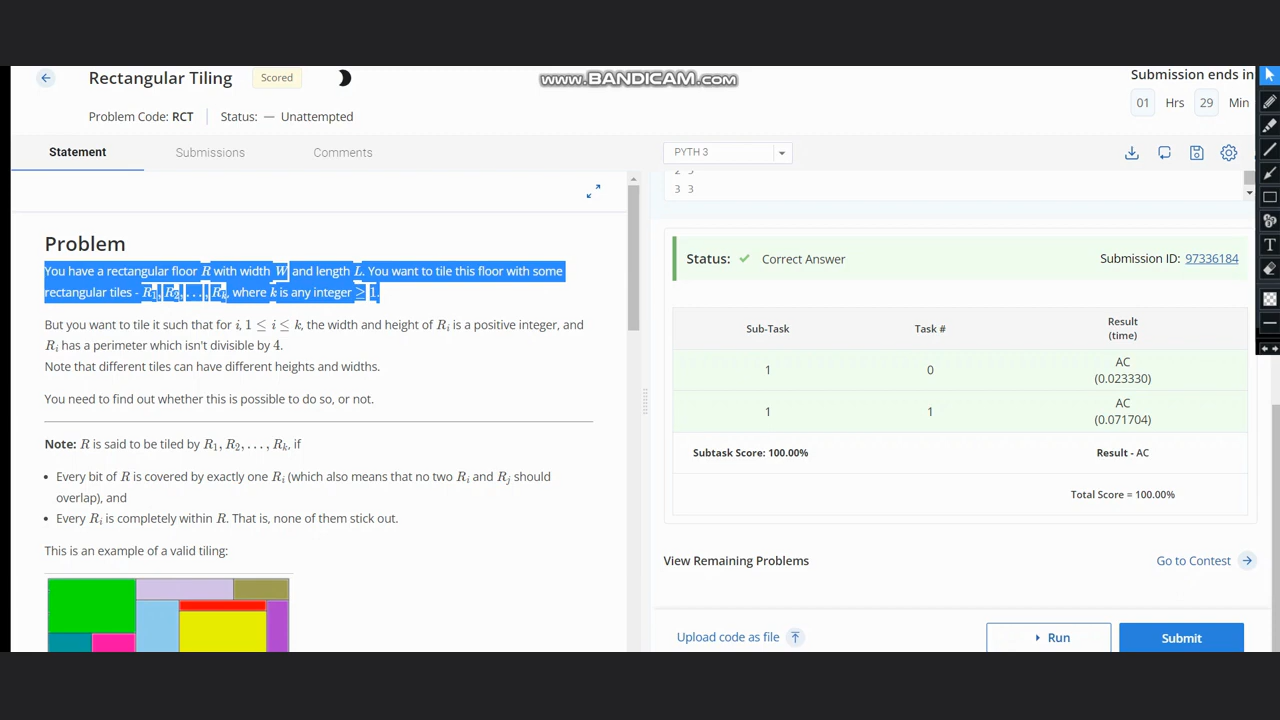 www.BANDICAM.com
Rectangular Tiling
Scored
Submission ends in
Problem Code: RCT
Status: — Unattempted
01 Hrs 29 Min
Statement
Submissions
Comments
PYTH 3
3 3
Problem
You have a rectangular floor R with width W and length L. You want to tile this floor with some
rectangular tiles - R1, R2, ..., Rk, where k is any integer ≥ 1.
But you want to tile it such that for i, 1 ≤ i ≤ k, the width and height of Ri is a positive integer, and
Ri has a perimeter which isn't divisible by 4.
Note that different tiles can have different heights and widths.
You need to find out whether this is possible to do so, or not.
Note: R is said to be tiled by R1, R2, ..., Rk, if
• Every bit of R is covered by exactly one Ri (which also means that no two Ri and Rj should
overlap), and
• Every Ri is completely within R. That is, none of them stick out.
This is an example of a valid tiling:
Status: ✓ Correct Answer
Submission ID: 97336184
Sub-Task
Task #
Result
(time)
1
0
AC
(0.023330)
1
1
AC
(0.071704)
Subtask Score: 100.00%
Result - AC
Total Score = 100.00%
View Remaining Problems
Go to Contest
Upload code as file
Run
Submit